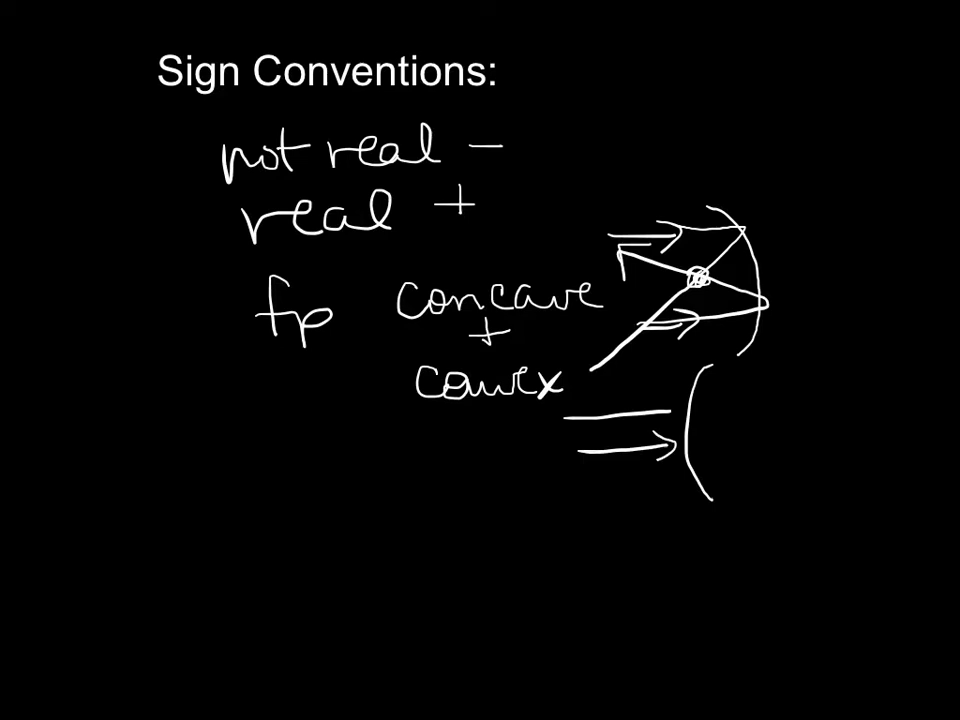 Sign Conventions:
not real -
real +
fp concave
+
convex